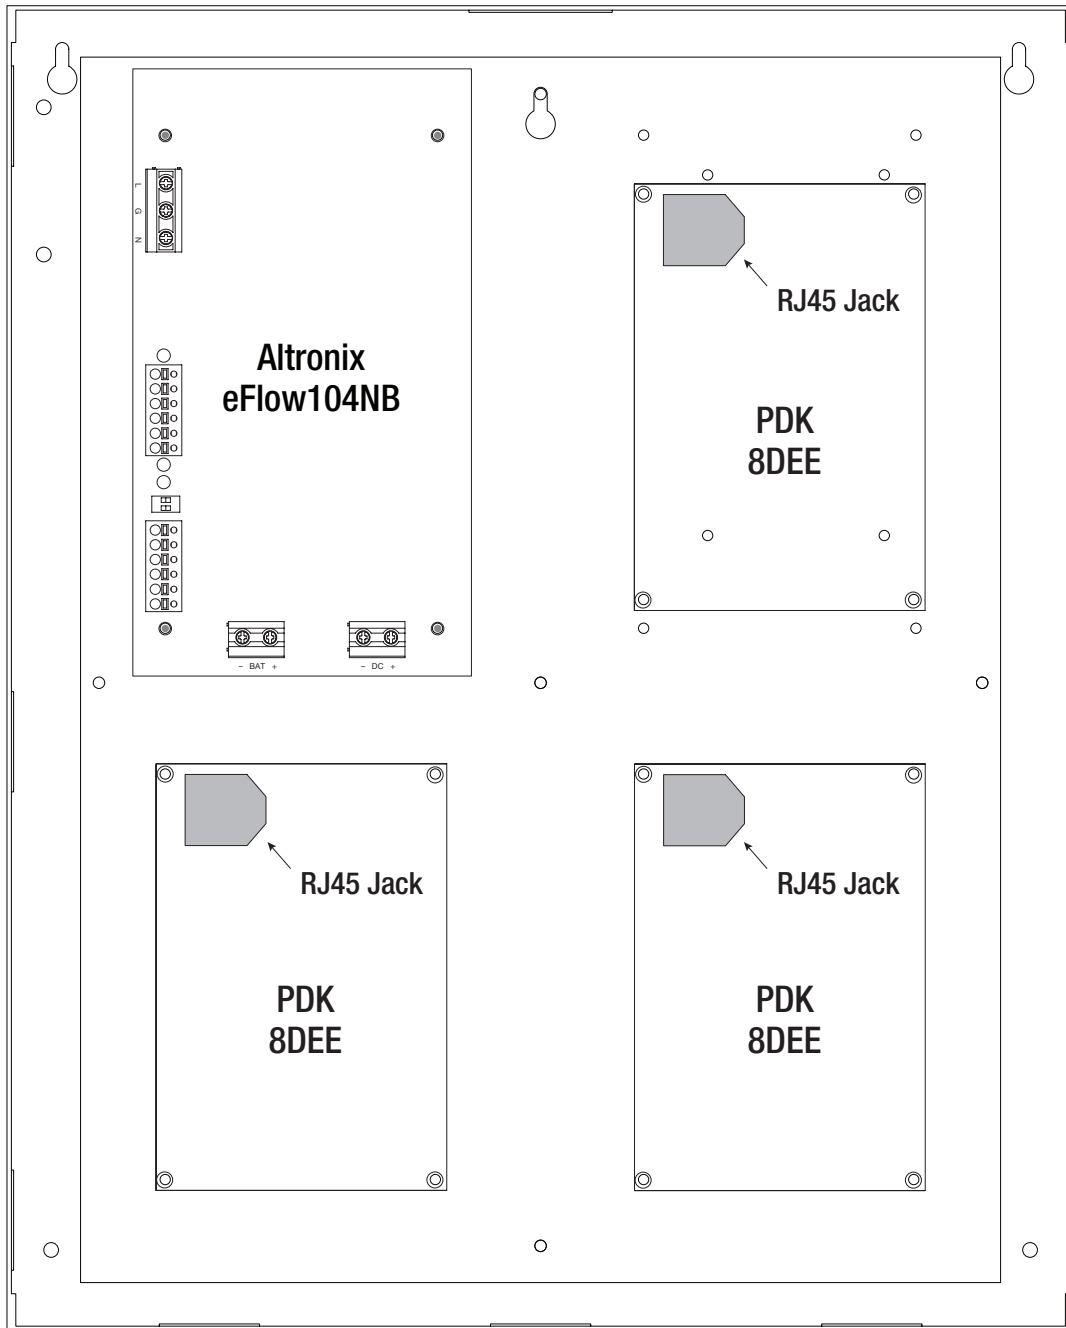 L
G
N
Altronix
eFlow104NB
– BAT +
– DC +
RJ45 Jack
PDK
8DEE
RJ45 Jack
PDK
8DEE
RJ45 Jack
PDK
8DEE